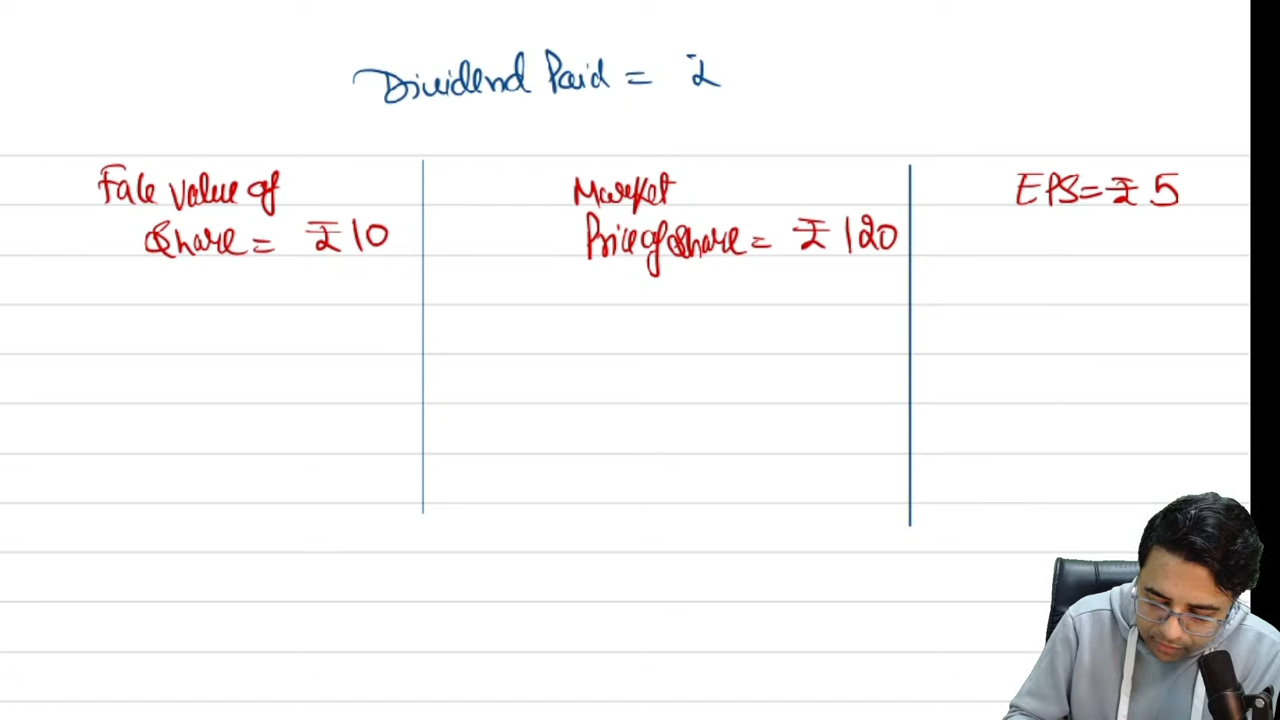 Dividend Paid = ₹
Face value of
Share = ₹ 10
Market
Price of Share = ₹ 120
EPS = ₹ 5